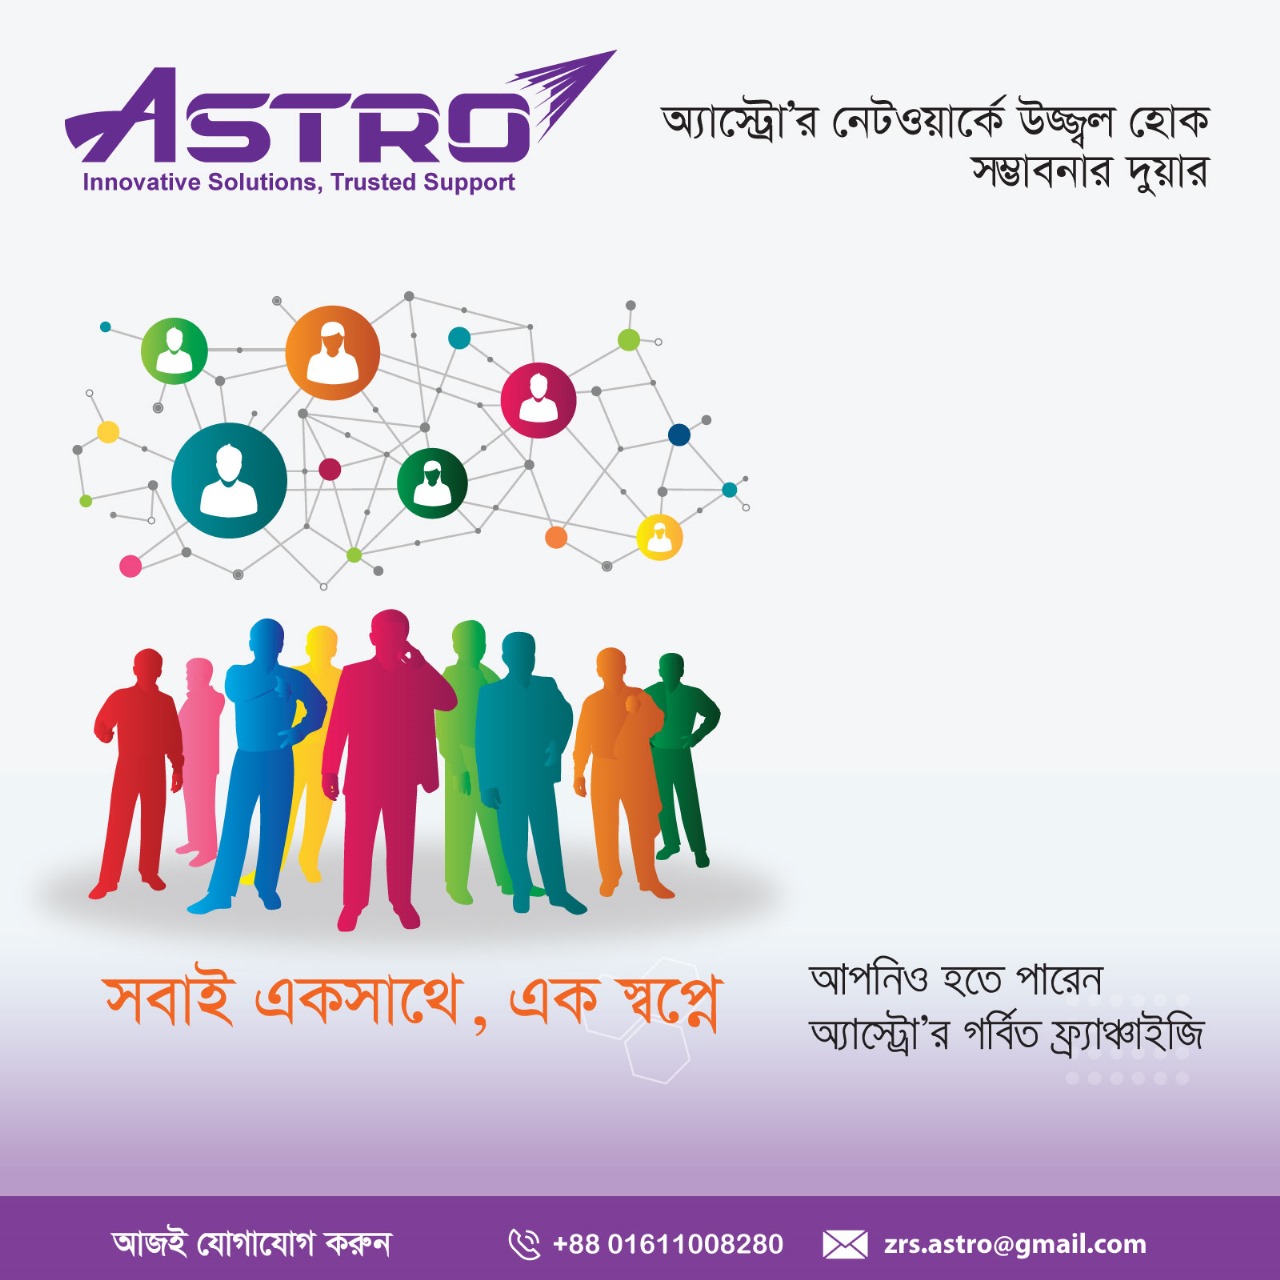 ASTRO
Innovative Solutions, Trusted Support
অ্যাস্ট্রো’র নেটওয়ার্কে উজ্জ্বল হোক
সম্ভাবনার দুয়ার
সবাই একসাথে, এক স্বপ্নে
আপনিও হতে পারেন
অ্যাস্ট্রো’র গর্বিত ফ্র্যাঞ্চাইজি
আজই যোগাযোগ করুন
+88 01611008280
zrs.astro@gmail.com